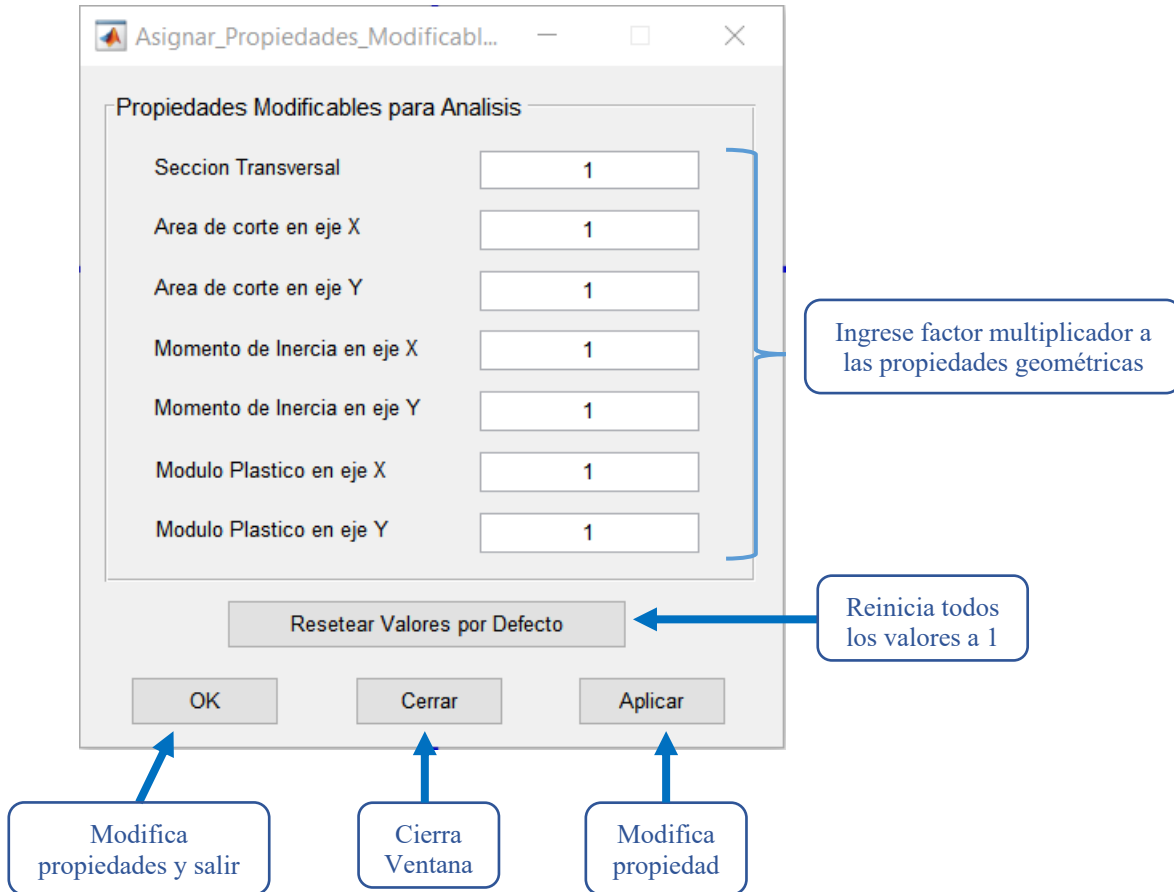 Asignar_Propiedades_Modificabl...
Propiedades Modificables para Analisis
Seccion Transversal
1
Area de corte en eje X
1
Area de corte en eje Y
1
Momento de Inercia en eje X
1
Momento de Inercia en eje Y
1
Modulo Plastico en eje X
1
Modulo Plastico en eje Y
1
Ingrese factor multiplicador a
las propiedades geométricas
Resetear Valores por Defecto
Reinicia todos
los valores a 1
OK
Cerrar
Aplicar
Modifica
propiedades y salir
Cierra
Ventana
Modifica
propiedad